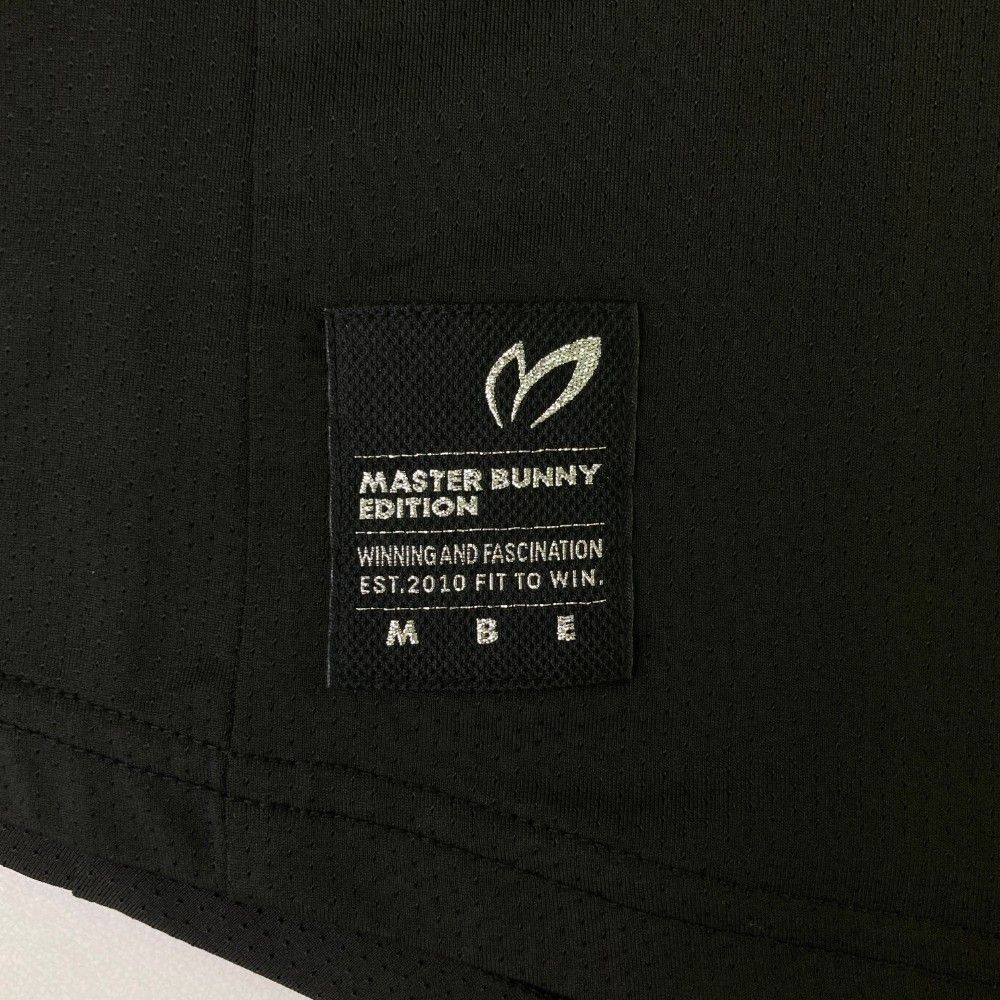 MASTER BUNNY
EDITION
WINNING AND FASCINATION
EST.2010 FIT TO WIN.
M B E